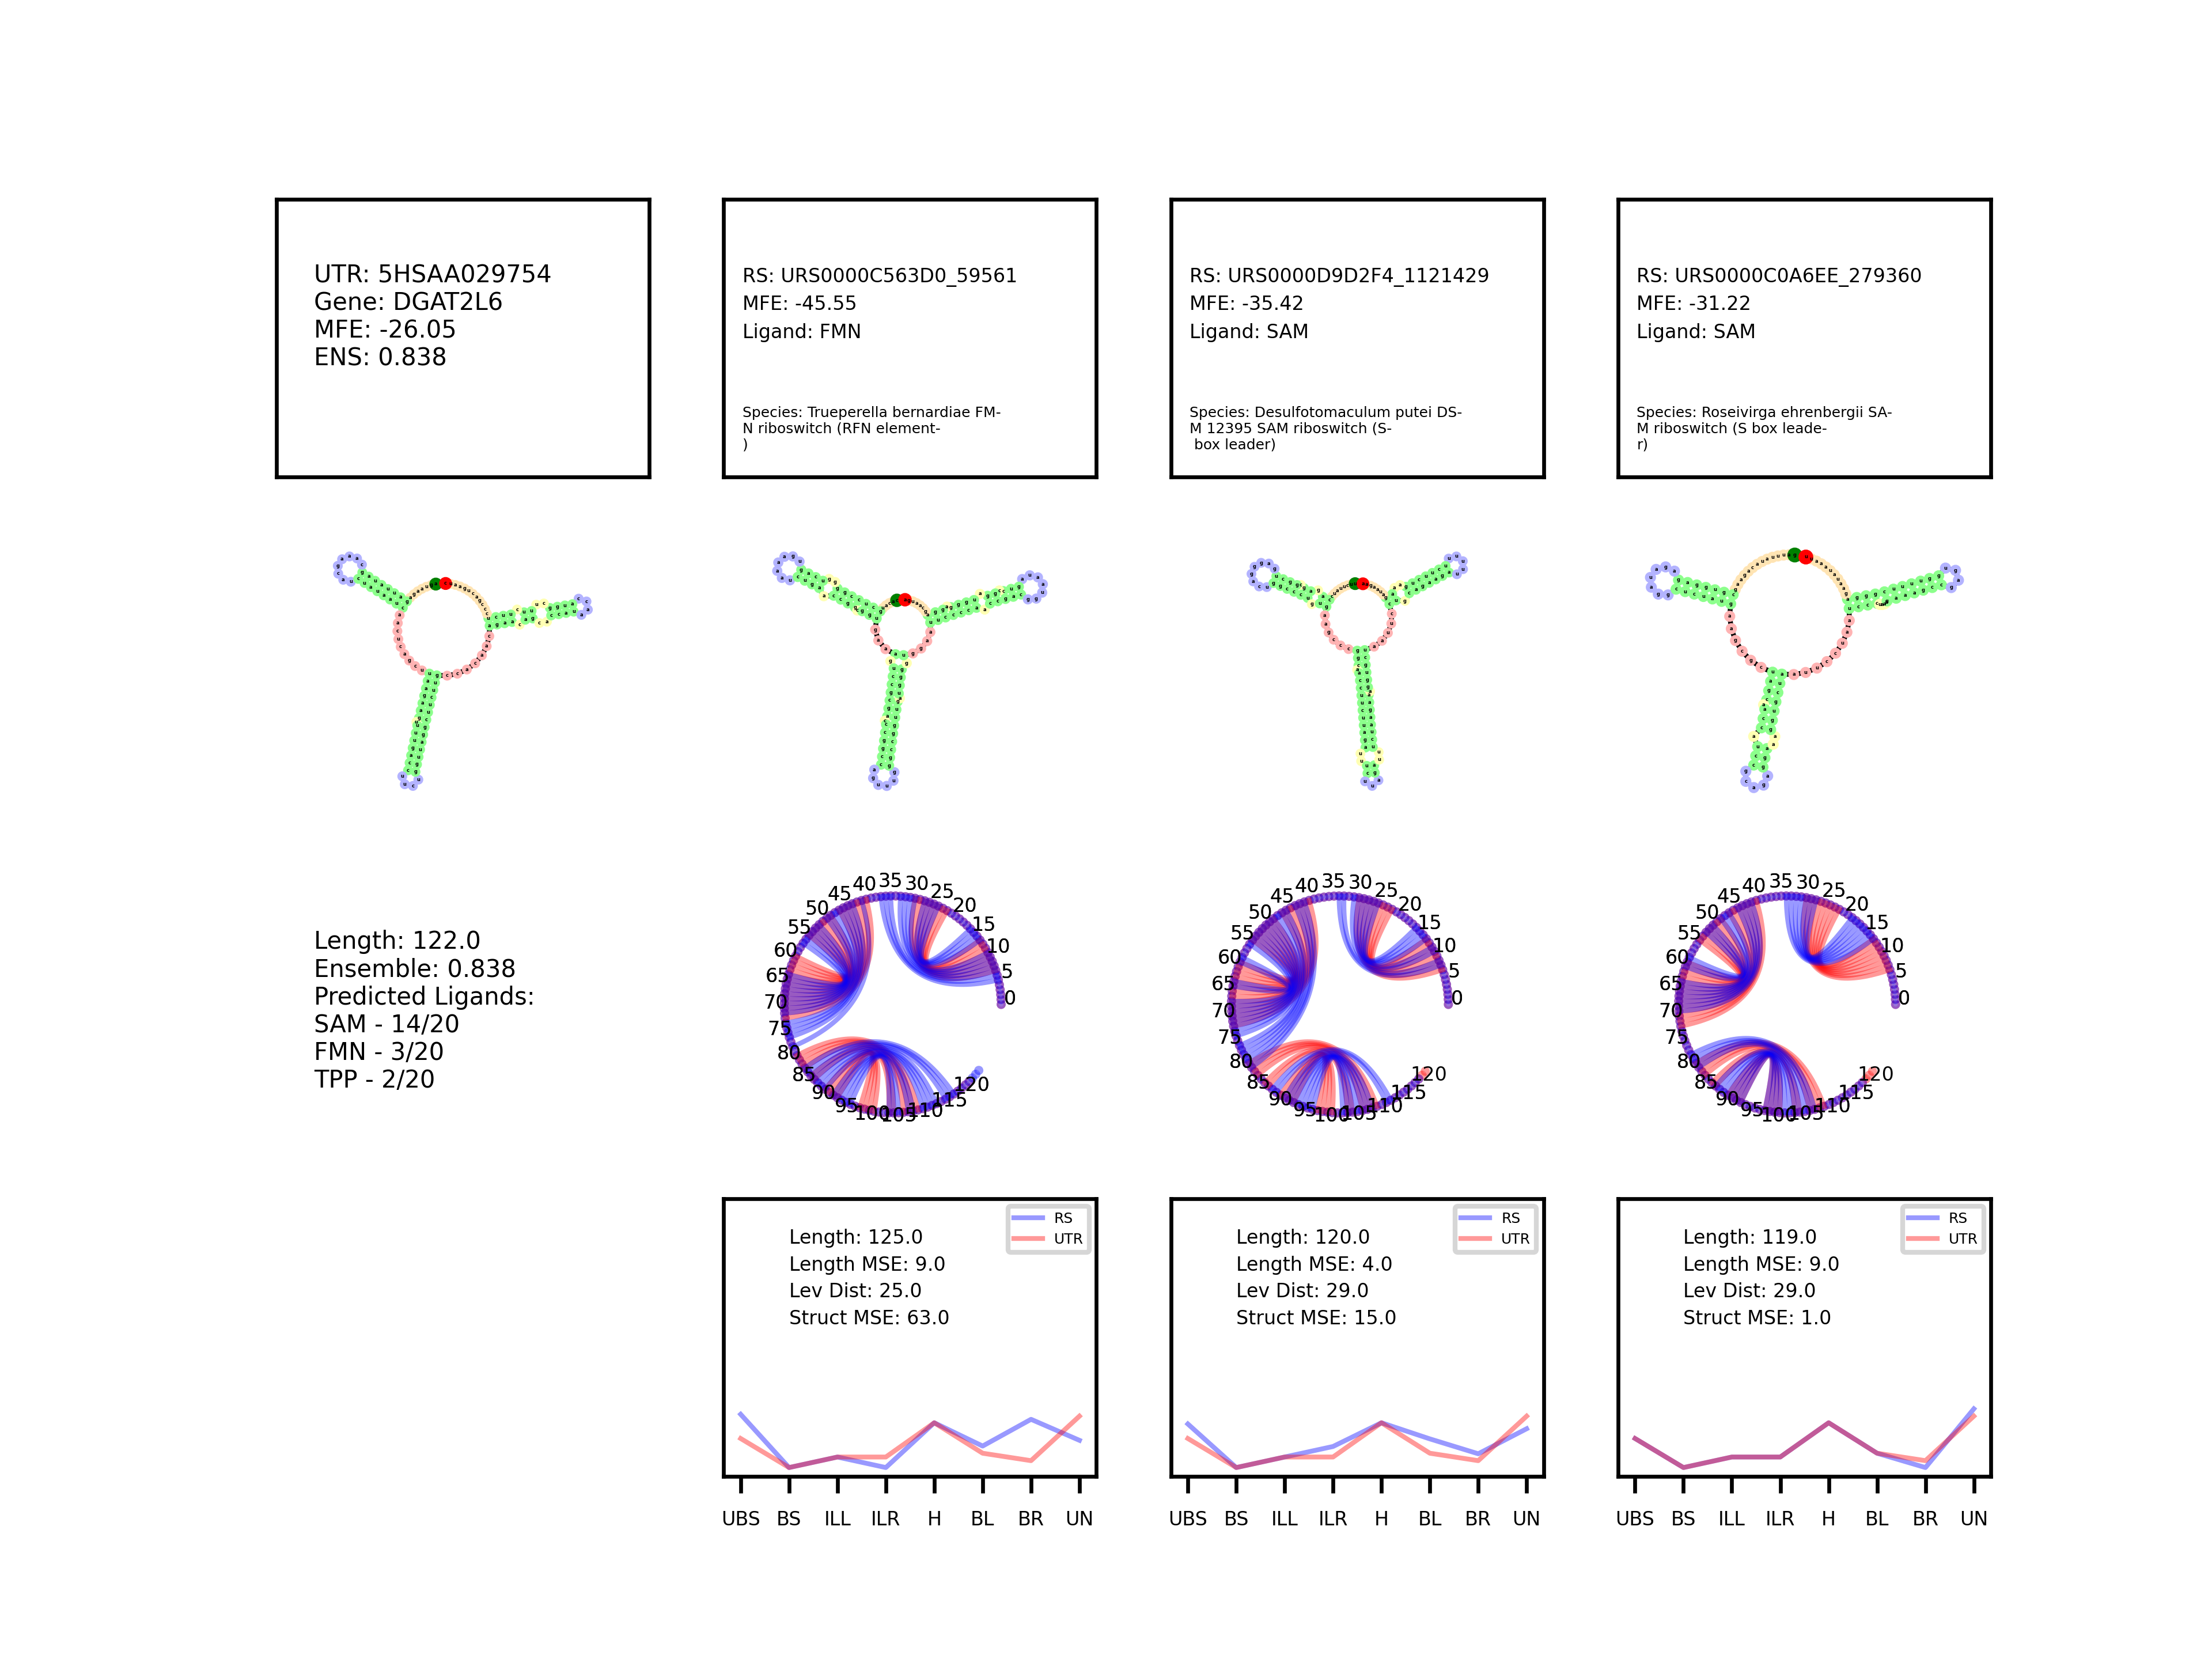 UTR: 5HSAA029754
Gene: DGAT2L6
MFE: -26.05
ENS: 0.838
RS: URS0000C563D0_59561
MFE: -45.55
Ligand: FMN
Species: Trueperella bernardiae FM-
N riboswitch (RFN element-
)
RS: URS0000D9D2F4_1121429
MFE: -35.42
Ligand: SAM
Species: Desulfotomaculum putei DS-
M 12395 SAM riboswitch (S-
box leader)
RS: URS0000C0A6EE_279360
MFE: -31.22
Ligand: SAM
Species: Roseivirga ehrenbergii SA-
M riboswitch (S box leade-
r)
Length: 122.0
Ensemble: 0.838
Predicted Ligands:
SAM - 14/20
FMN - 3/20
TPP - 2/20
0 5 10 15 20 25 30 35 40 45 50 55 60 65 70 75 80 85 90 95 100 105 110 115 120
0 5 10 15 20 25 30 35 40 45 50 55 60 65 70 75 80 85 90 95 100 105 110 115 120
0 5 10 15 20 25 30 35 40 45 50 55 60 65 70 75 80 85 90 95 100 105 110 115 120
RS
UTR
Length: 125.0
Length MSE: 9.0
Lev Dist: 25.0
Struct MSE: 63.0
UBS BS ILL ILR H BL BR UN
RS
UTR
Length: 120.0
Length MSE: 4.0
Lev Dist: 29.0
Struct MSE: 15.0
UBS BS ILL ILR H BL BR UN
RS
UTR
Length: 119.0
Length MSE: 9.0
Lev Dist: 29.0
Struct MSE: 1.0
UBS BS ILL ILR H BL BR UN